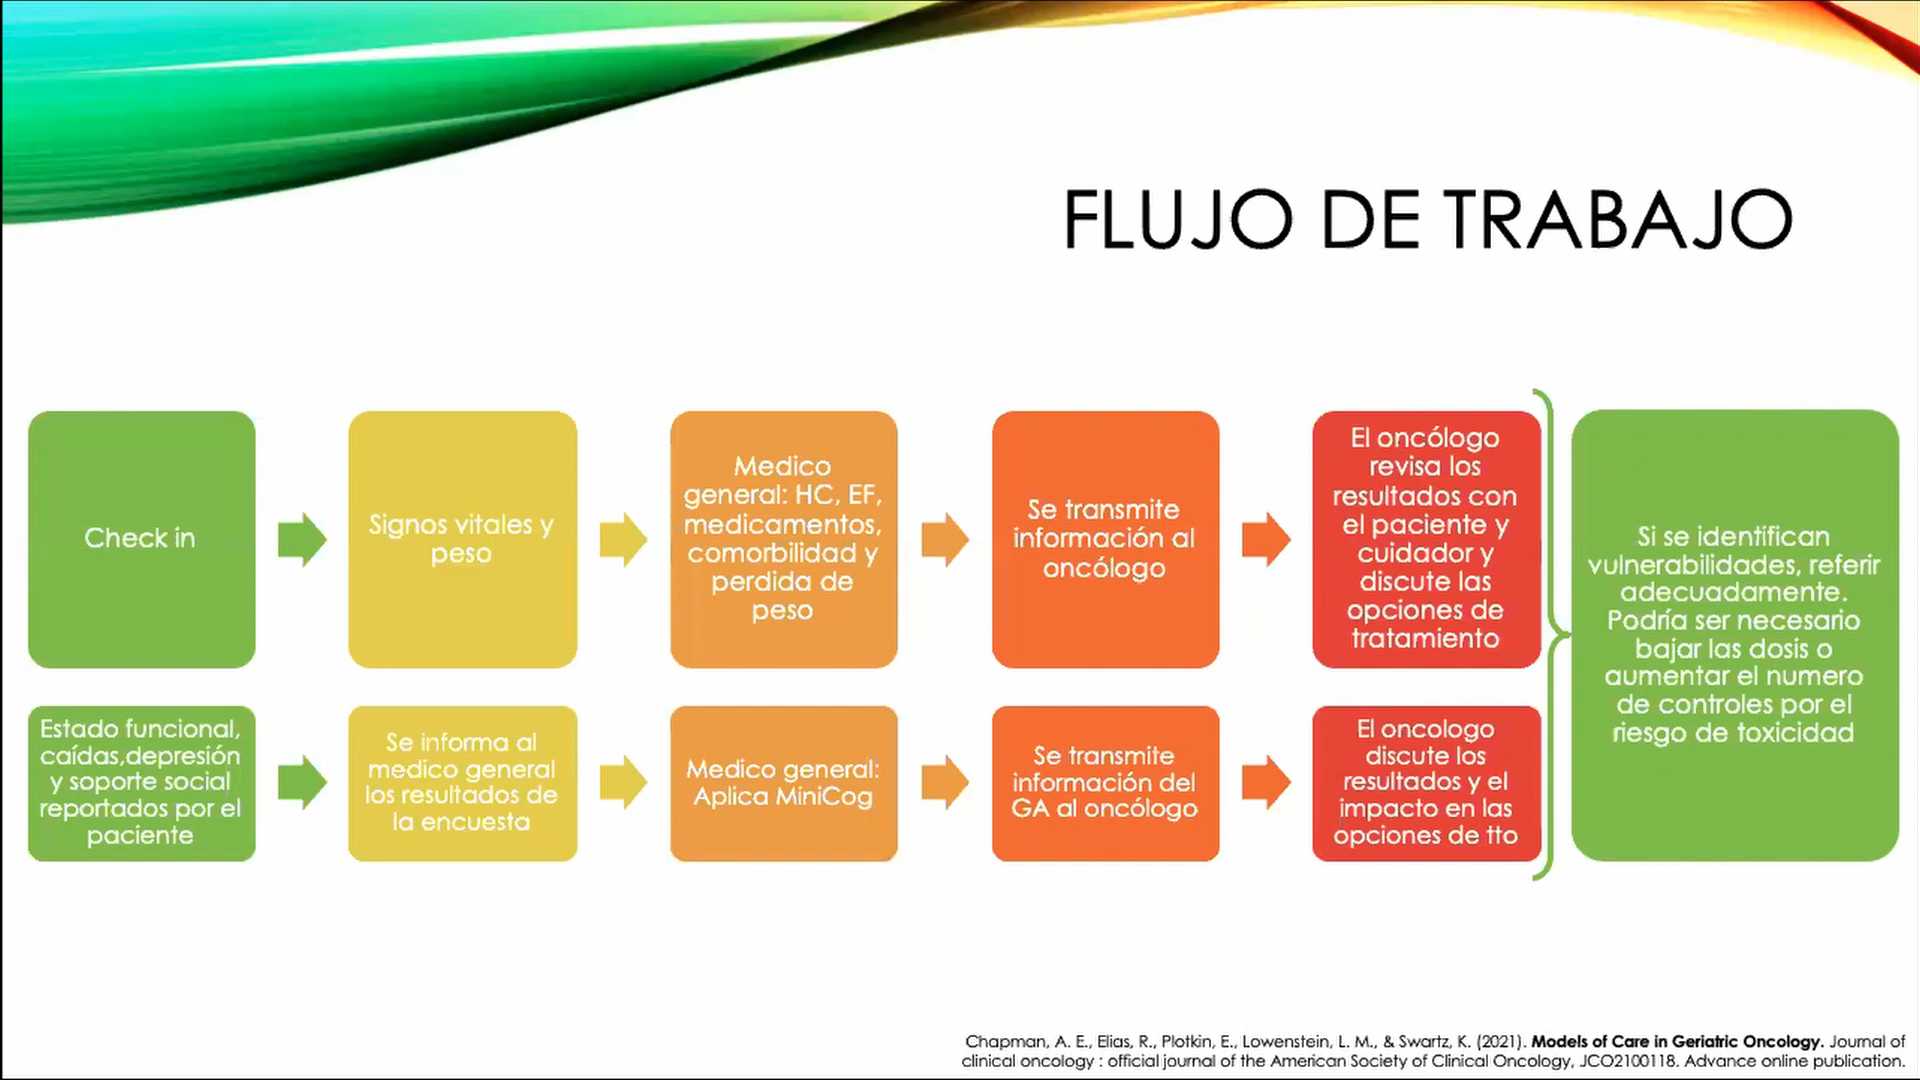 FLUJO DE TRABAJO
Check in
Signos vitales y
peso
Medico
general: HC, EF,
medicamentos,
comorbilidad y
perdida de
peso
Se transmite
información al
oncólogo
El oncólogo
revisa los
resultados con
el paciente y
cuidador y
discute las
opciones de
tratamiento
Estado funcional,
caídas,depresión
y soporte social
reportados por el
paciente
Se informa al
medico general
los resultados de
la encuesta
Medico general:
Aplica MiniCog
Se transmite
información del
GA al oncólogo
El oncologo
discute los
resultados y el
impacto en las
opciones de tto
Si se identifican
vulnerabilidades, referir
adecuadamente.
Podría ser necesario
bajar las dosis o
aumentar el numero
de controles por el
riesgo de toxicidad
Chapman, A. E., Elias, R., Plotkin, E., Lowenstein, L. M., & Swartz, K. (2021). Models of Care in Geriatric Oncology. Journal of
clinical oncology : official journal of the American Society of Clinical Oncology, JCO2100118. Advance online publication.